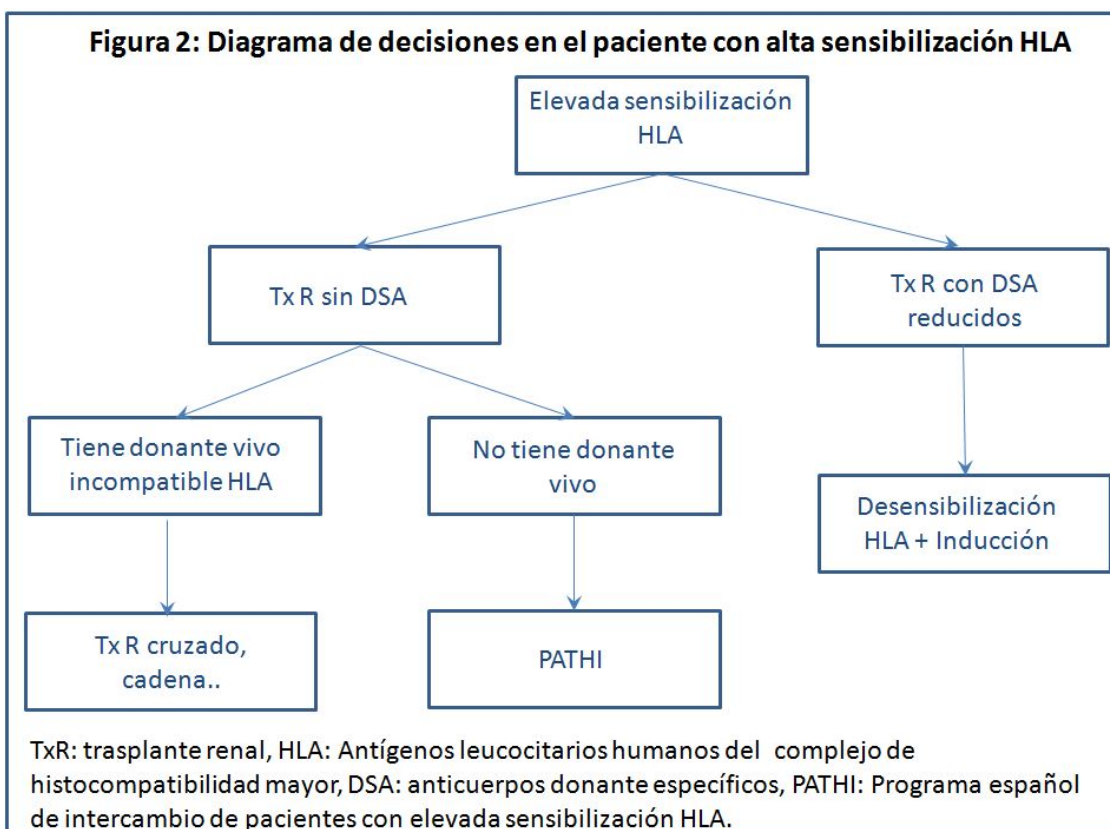 Figura 2: Diagrama de decisiones en el paciente con alta sensibilización HLA
Elevada sensibilización
HLA
Tx R sin DSA
Tx R con DSA
reducidos
Tiene donante vivo
incompatible HLA
No tiene donante
vivo
Desensibilización
HLA + Inducción
Tx R cruzado,
cadena..
PATHI
TxR: trasplante renal, HLA: Antígenos leucocitarios humanos del complejo de
histocompatibilidad mayor, DSA: anticuerpos donante específicos, PATHI: Programa español
de intercambio de pacientes con elevada sensibilización HLA.